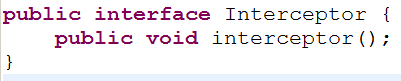 public interface Interceptor {
    public void interceptor();
}